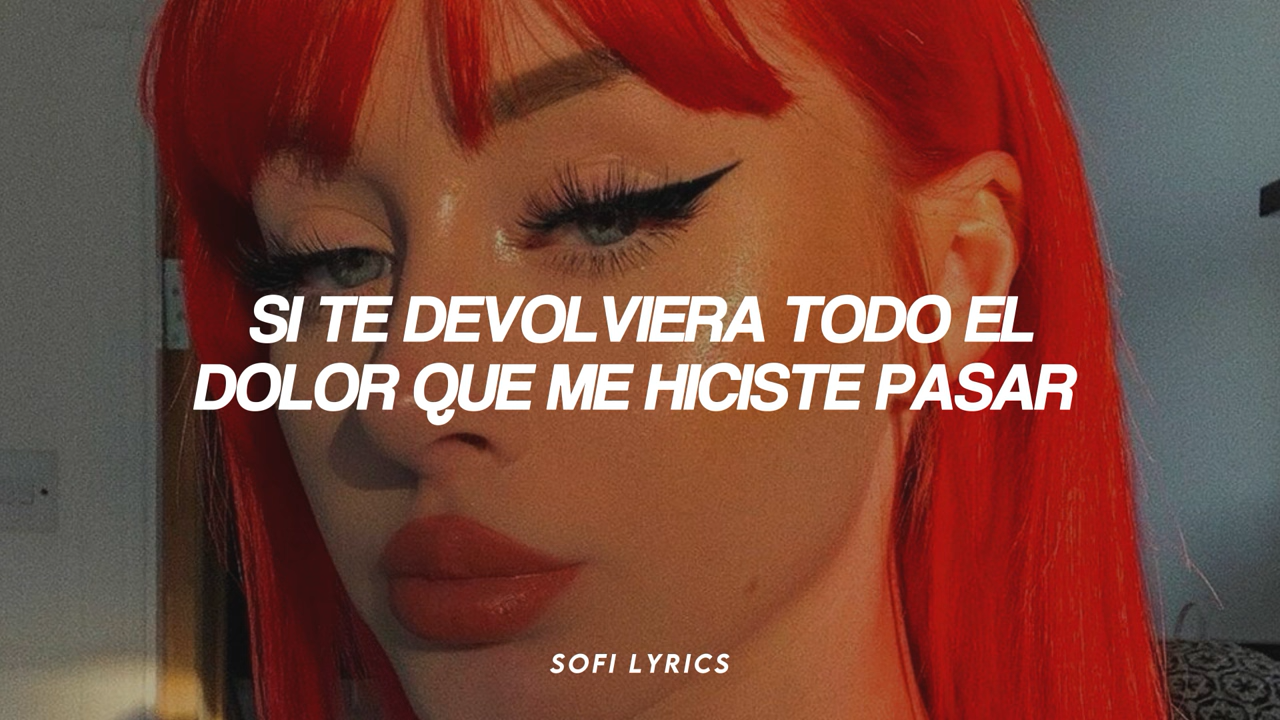 SI TE DEVOLVIERA TODO EL
DOLOR QUE ME HICISTE PASAR
SOFI LYRICS